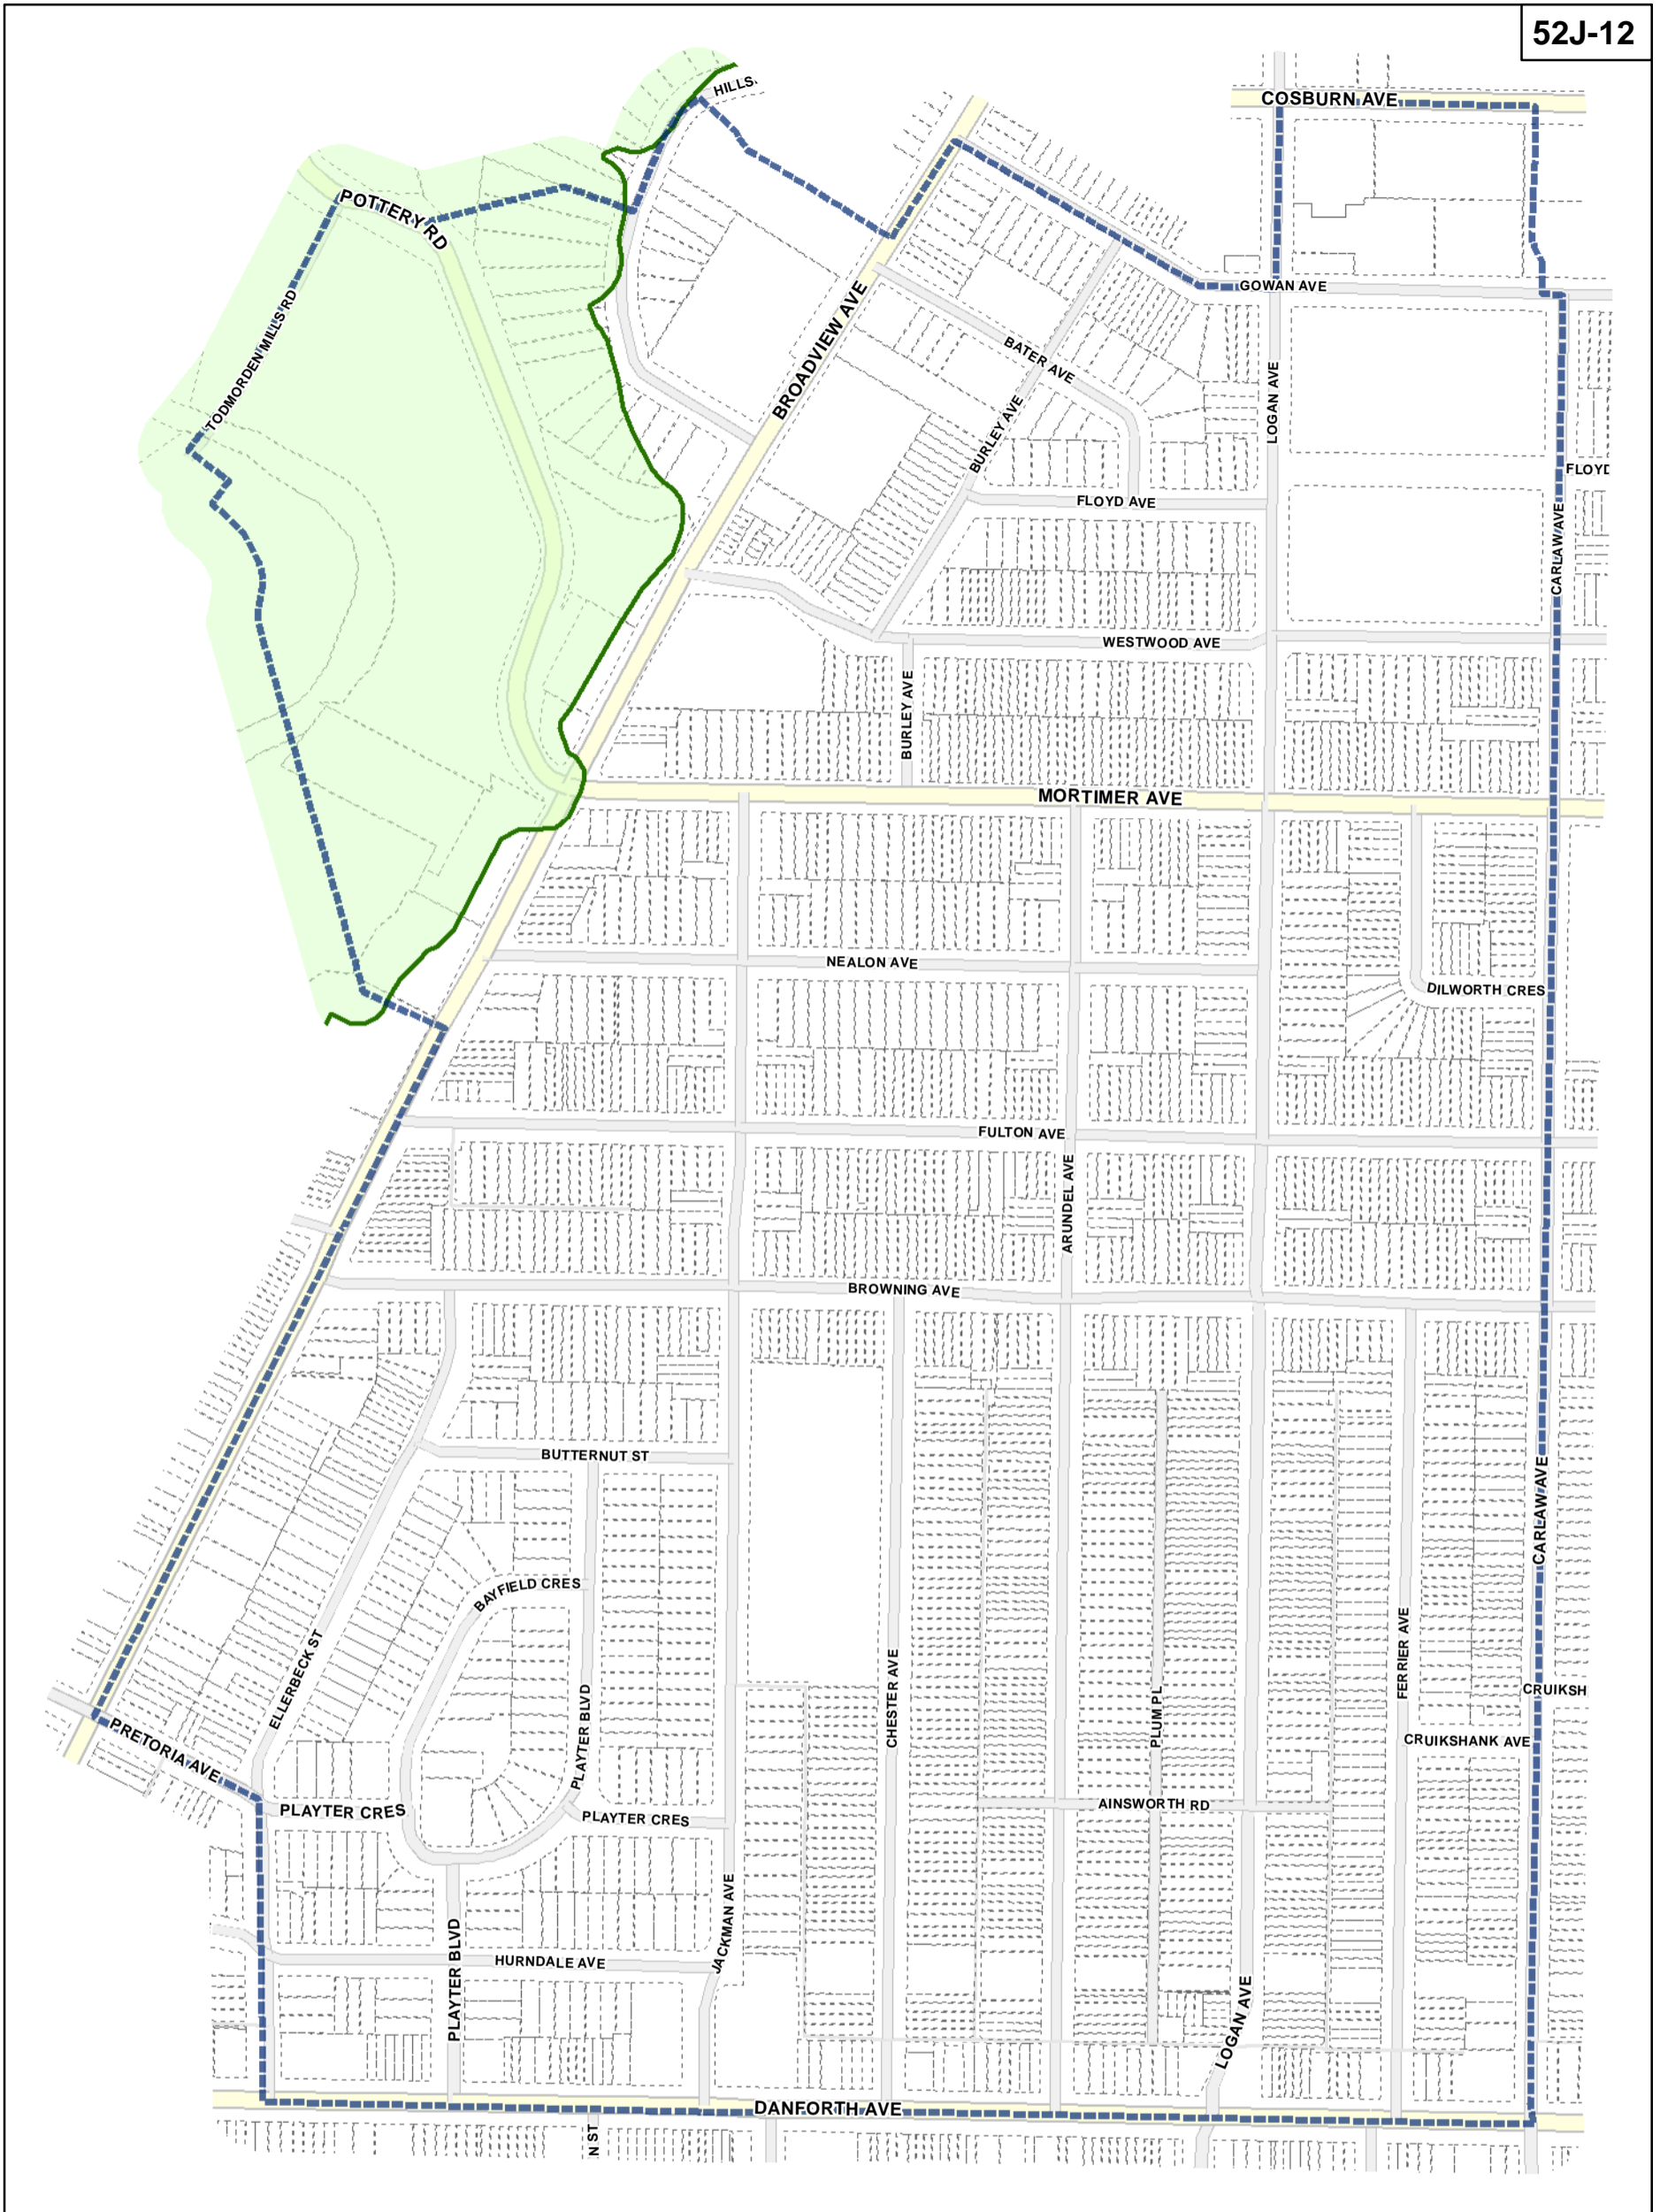 52J-12
HILLS
COSBURN AVE
POTTERY RD
GOWAN AVE
TODMORDEN MILLS RD
BROADVIEW AVE
BATER AVE
LOGAN AVE
BURLEY AVE
FLOYD
FLOYD AVE
CARLAW AVE
WESTWOOD AVE
BURLEY AVE
MORTIMER AVE
NEALON AVE
DILWORTH CRES
FULTON AVE
ARUNDEL AVE
BROWNING AVE
BUTTERNUT ST
CARLAW AVE
BAYFIELD CRES
ELLERBECK ST
FERRIER AVE
CHESTER AVE
PLAYTER BLVD
PLUM PL
CRUIKSH
PRETORIA AVE
CRUIKSHANK AVE
PLAYTER CRES
PLAYTER CRES
AINSWORTH RD
JACKMAN AVE
PLAYTER BLVD
HURNDALE AVE
LOGAN AVE
DANFORTH AVE
N ST